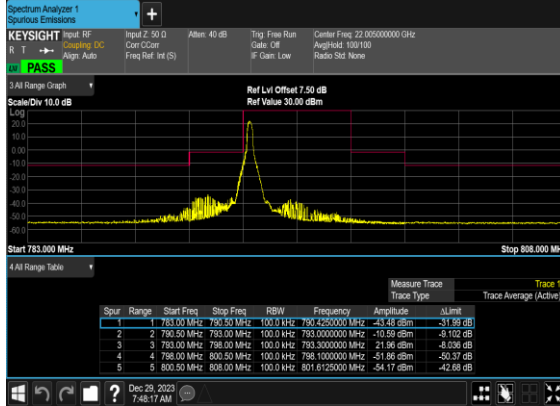 Spectrum Analyzer 1
Spurious Emissions
+
KEYSIGHT Input: RF Input Z: 50 Ω Atten: 40 dB Trig: Free Run Center Freq: 22.005000000 GHz
R T Coupling: DC Corr CCorr Gate: Off Avg|Hold: 100/100
Align: Auto Freq Ref: Int (S) IF Gain: Low Radio Std: None
PASS
3 All Range Graph Ref Lvl Offset 7.50 dB
Scale/Div 10.0 dB Ref Value 30.00 dBm
Log
20.0
10.0
0.00
-10.0
-20.0
-30.0
-40.0
-50.0
-60.0
Start 783.000 MHz Stop 808.000 MH
4 All Range Table
Measure Trace Trace 1
Trace Type Trace Average (Active)
Spur Range Start Freq Stop Freq RBW Frequency Amplitude ΔLimit
1 1 783.00 MHz 790.50 MHz 100.0 kHz 790.4250000 MHz -43.48 dBm -31.99 dB
2 2 790.50 MHz 793.00 MHz 100.0 kHz 793.0000000 MHz -10.59 dBm -9.102 dB
3 3 793.00 MHz 798.00 MHz 100.0 kHz 793.3000000 MHz 21.96 dBm -8.036 dB
4 4 798.00 MHz 800.50 MHz 100.0 kHz 798.1000000 MHz -51.86 dBm -50.37 dB
5 5 800.50 MHz 808.00 MHz 100.0 kHz 801.6125000 MHz -54.17 dBm -42.68 dB
? Dec 29, 2023
7:48:17 AM